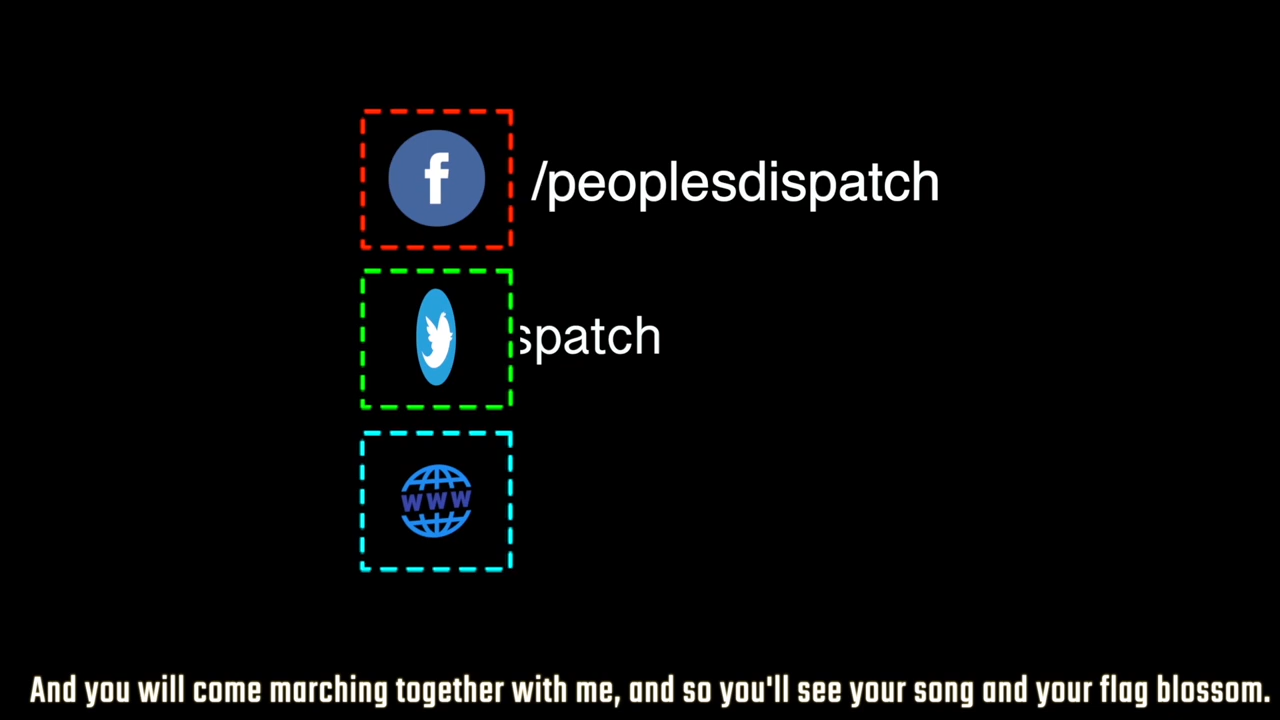 /peoplesdispatch
spatch
WWW
And you will come marching together with me, and so you'll see your song and your flag blossom.